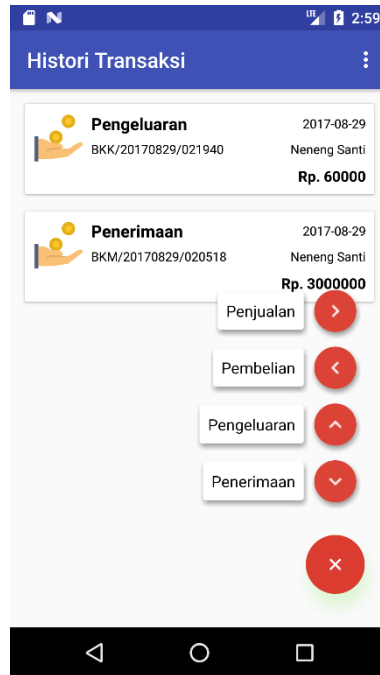 LTE 2:59
Histori Transaksi
Pengeluaran 2017-08-29
BKK/20170829/021940 Neneng Santi
Rp. 60000
Penerimaan 2017-08-29
BKM/20170829/020518 Neneng Santi
Rp. 3000000
Penjualan
Pembelian
Pengeluaran
Penerimaan